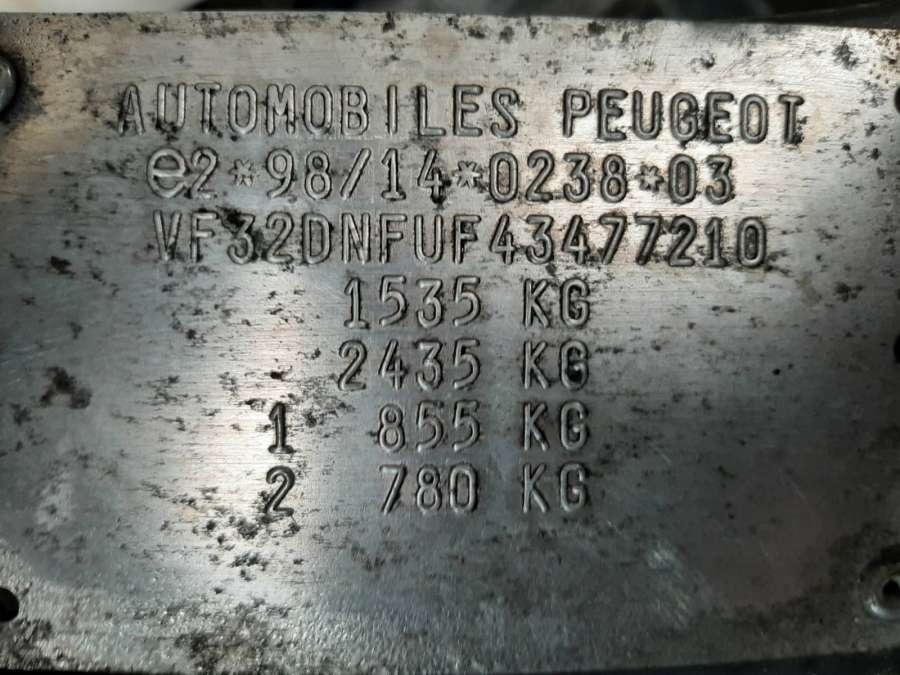 AUTOMOBILES PEUGEOT
e2*98/14*0238*03
VF32DNFUF43477210
1535 KG
2435 KG
1 855 KG
2 780 KG